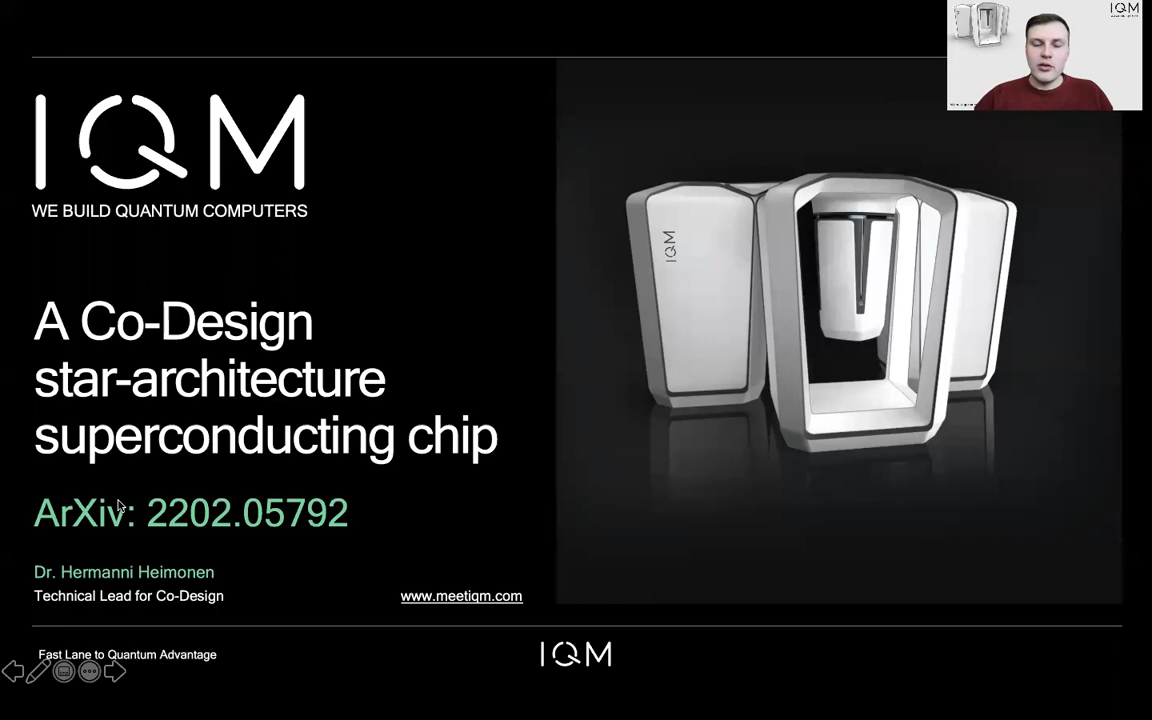 IQM
IQM
WE BUILD QUANTUM COMPUTERS
IQM
A Co-Design
star-architecture
superconducting chip
ArXiv: 2202.05792
Dr. Hermanni Heimonen
Technical Lead for Co-Design
www.meetiqm.com
Fast Lane to Quantum Advantage
IQM